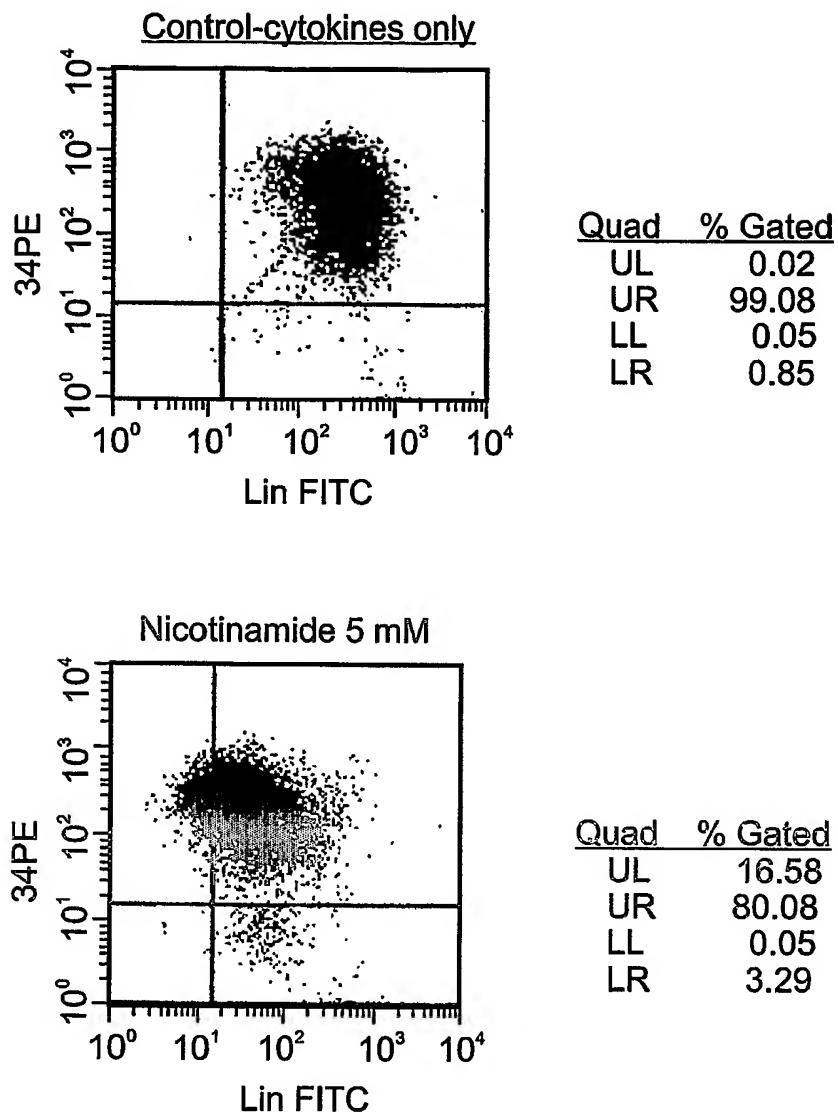 Control-cytokines only
10⁴
10³
10²
10¹
10⁰
34PE
10⁰ 10¹ 10² 10³ 10⁴
Lin FITC
Quad % Gated
UL 0.02
UR 99.08
LL 0.05
LR 0.85
Nicotinamide 5 mM
10⁴
10³
10²
10¹
10⁰
34PE
10⁰ 10¹ 10² 10³ 10⁴
Lin FITC
Quad % Gated
UL 16.58
UR 80.08
LL 0.05
LR 3.29